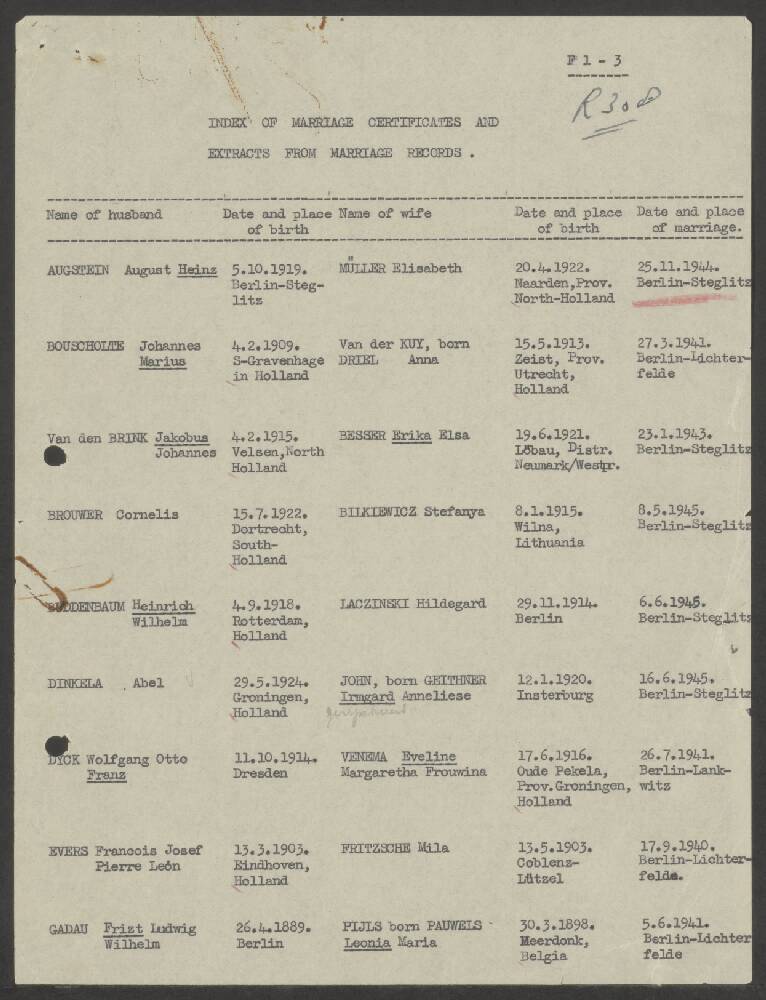 F 1 - 3
R 308
INDEX OF MARRIAGE CERTIFICATES AND
EXTRACTS FROM MARRIAGE RECORDS .
Name of husband Date and place Name of wife Date and place Date and place
of birth of birth of marriage.
AUGSTEIN August Heinz 5.10.1919. MÜLLER Elisabeth 20.4.1922. 25.11.1944.
Berlin-Steg- Naarden,Prov. Berlin-Steglitz
litz North-Holland
BOUSCHOLTE Johannes 4.2.1909. Van der KUY, born 15.5.1913. 27.3.1941.
Marius S-Gravenhage DRIEL Anna Zeist, Prov. Berlin-Lichter-
in Holland Utrecht, felde
Holland
Van den BRINK Jakobus 4.2.1915. BESSER Erika Elsa 19.6.1921. 23.1.1943.
Johannes Velsen,North Löbau, Distr. Berlin-Steglitz
Holland Neumark/Westpr.
BROUWER Cornelis 15.7.1922. BILKIEWICZ Stefanya 8.1.1915. 8.5.1945.
Dortrecht, Wilna, Berlin-Steglitz
South- Lithuania
Holland
BUDDENBAUM Heinrich 4.9.1918. LACZINSKI Hildegard 29.11.1914. 6.6.1945.
Wilhelm Rotterdam, Berlin Berlin-Steglitz
Holland
DINKELA Abel 29.5.1924. JOHN, born GEITHNER 12.1.1920. 16.6.1945.
Groningen, Irmgard Anneliese Insterburg Berlin-Steglitz
Holland
DYCK Wolfgang Otto 11.10.1914. VENEMA Eveline 17.6.1916. 26.7.1941.
Franz Dresden Margaretha Frouwina Oude Pekela, Berlin-Lank-
Prov.Groningen, witz
Holland
EVERS Francois Josef 13.3.1903. FRITZSCHE Mila 13.5.1903. 17.9.1940.
Pierre León Eindhoven, Coblenz- Berlin-Lichter-
Holland Lützel felde.
GADAU Frizt Ludwig 26.4.1889. PIJLS born PAUWELS 30.3.1898. 5.6.1941.
Wilhelm Berlin Leonia Maria Meerdonk, Berlin-Lichter
Belgia felde